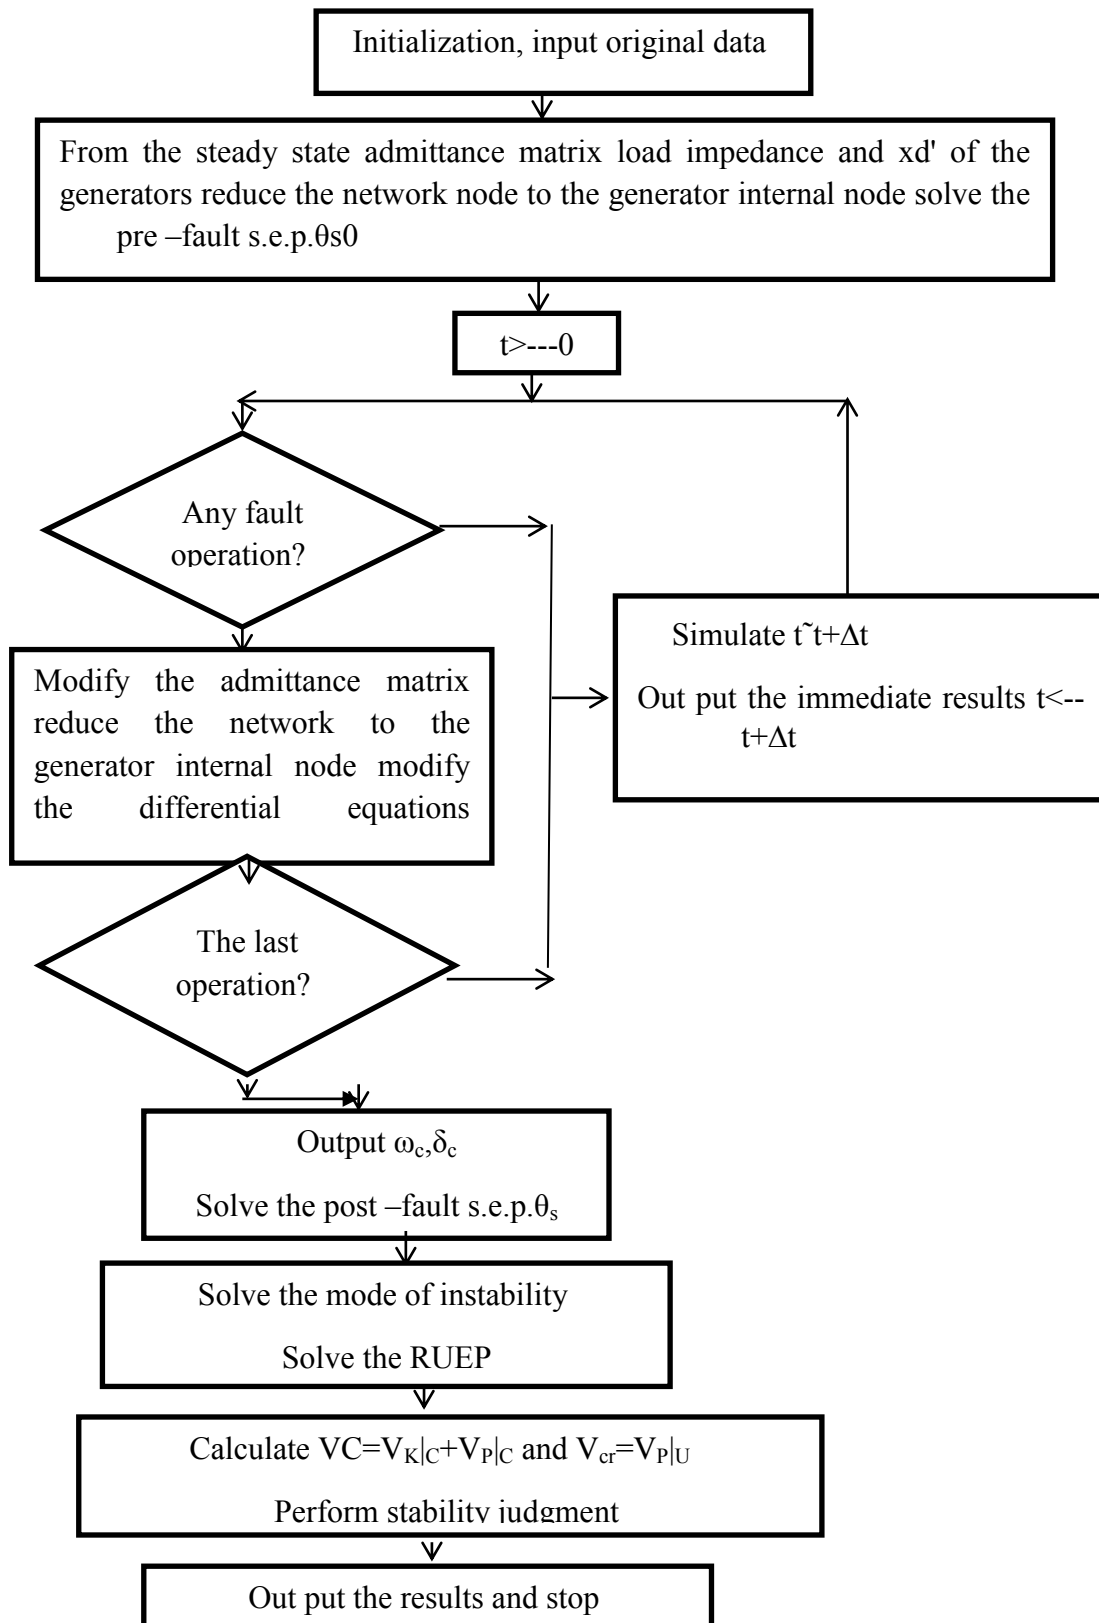 Initialization, input original data
From the steady state admittance matrix load impedance and xd' of the
generators reduce the network node to the generator internal node solve the
pre –fault s.e.p.θs0
t>---0
Any fault
operation?
Simulate t˜t+Δt
Out put the immediate results t<--
t+Δt
Modify the admittance matrix
reduce the network to the
generator internal node modify
the differential equations
The last
operation?
Output ωc,δc
Solve the post –fault s.e.p.θs
Solve the mode of instability
Solve the RUEP
Calculate VC=VK|C+VP|C and Vcr=VP|U
Perform stability judgment
Out put the results and stop